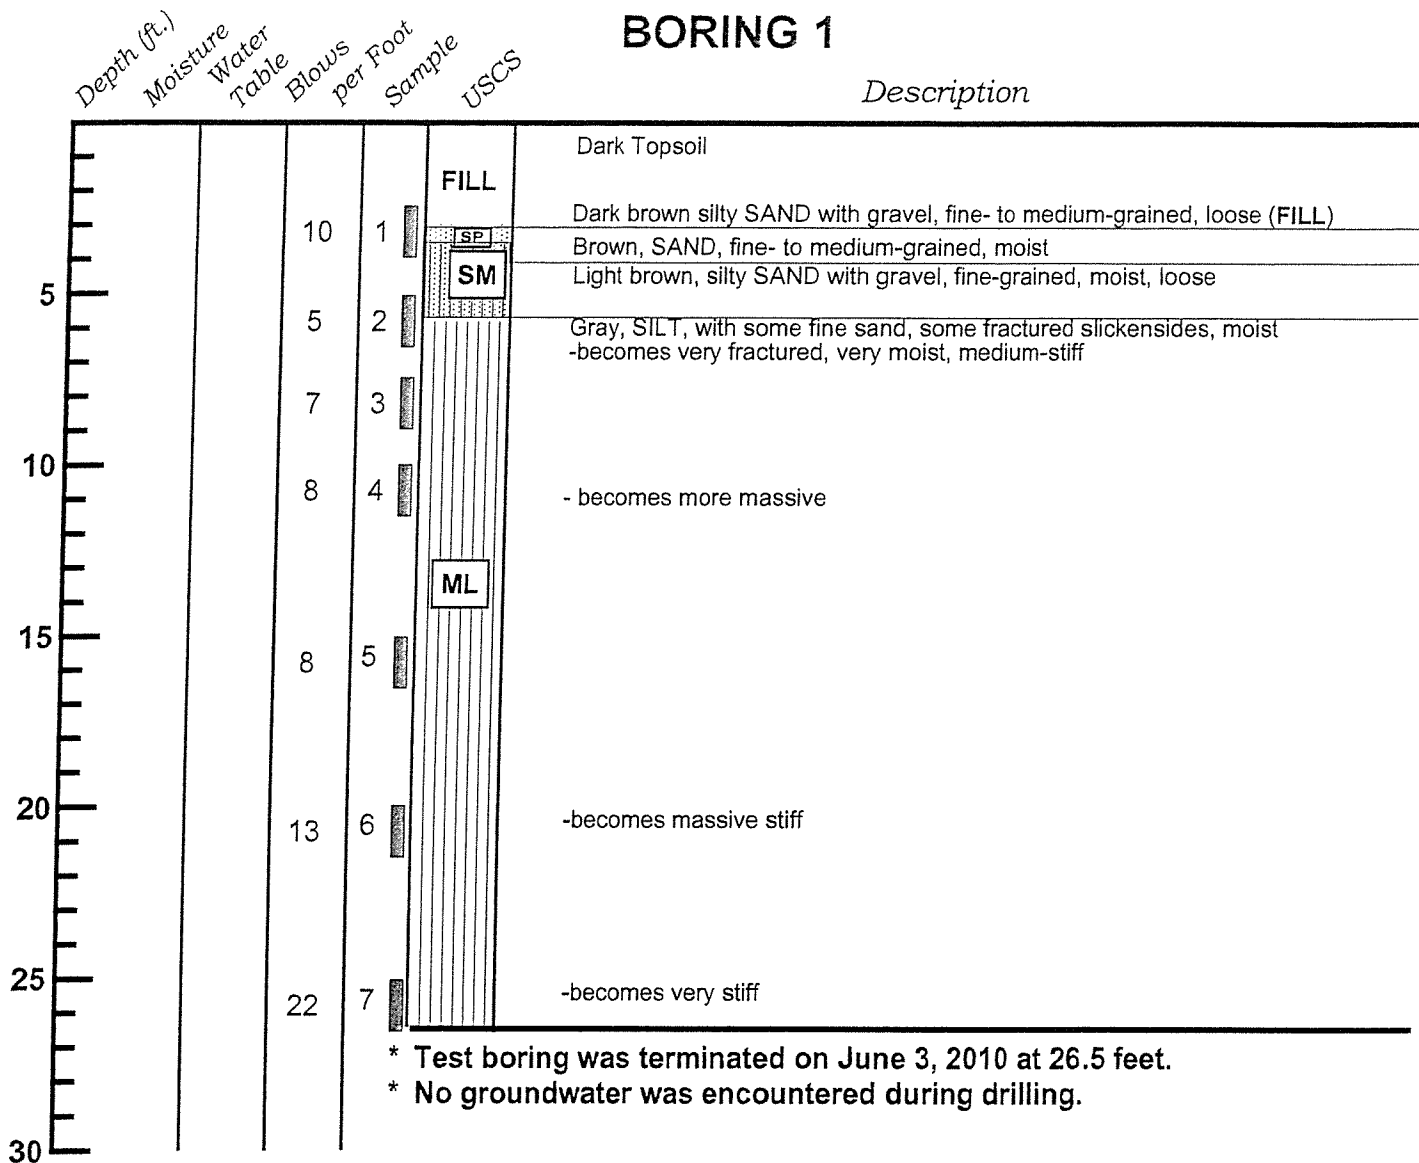 BORING 1
Depth (ft.)
Moisture
Water
Table
Blows
per Foot
Sample
USCS
Description
Dark Topsoil
FILL
Dark brown silty SAND with gravel, fine- to medium-grained, loose (FILL)
10 1
SP
Brown, SAND, fine- to medium-grained, moist
SM
Light brown, silty SAND with gravel, fine-grained, moist, loose
5
5 2
Gray, SILT, with some fine sand, some fractured slickensides, moist
-becomes very fractured, very moist, medium-stiff
7 3
10
8 4
- becomes more massive
ML
15
8 5
20
13 6
-becomes massive stiff
25
22 7
-becomes very stiff
* Test boring was terminated on June 3, 2010 at 26.5 feet.
* No groundwater was encountered during drilling.
30